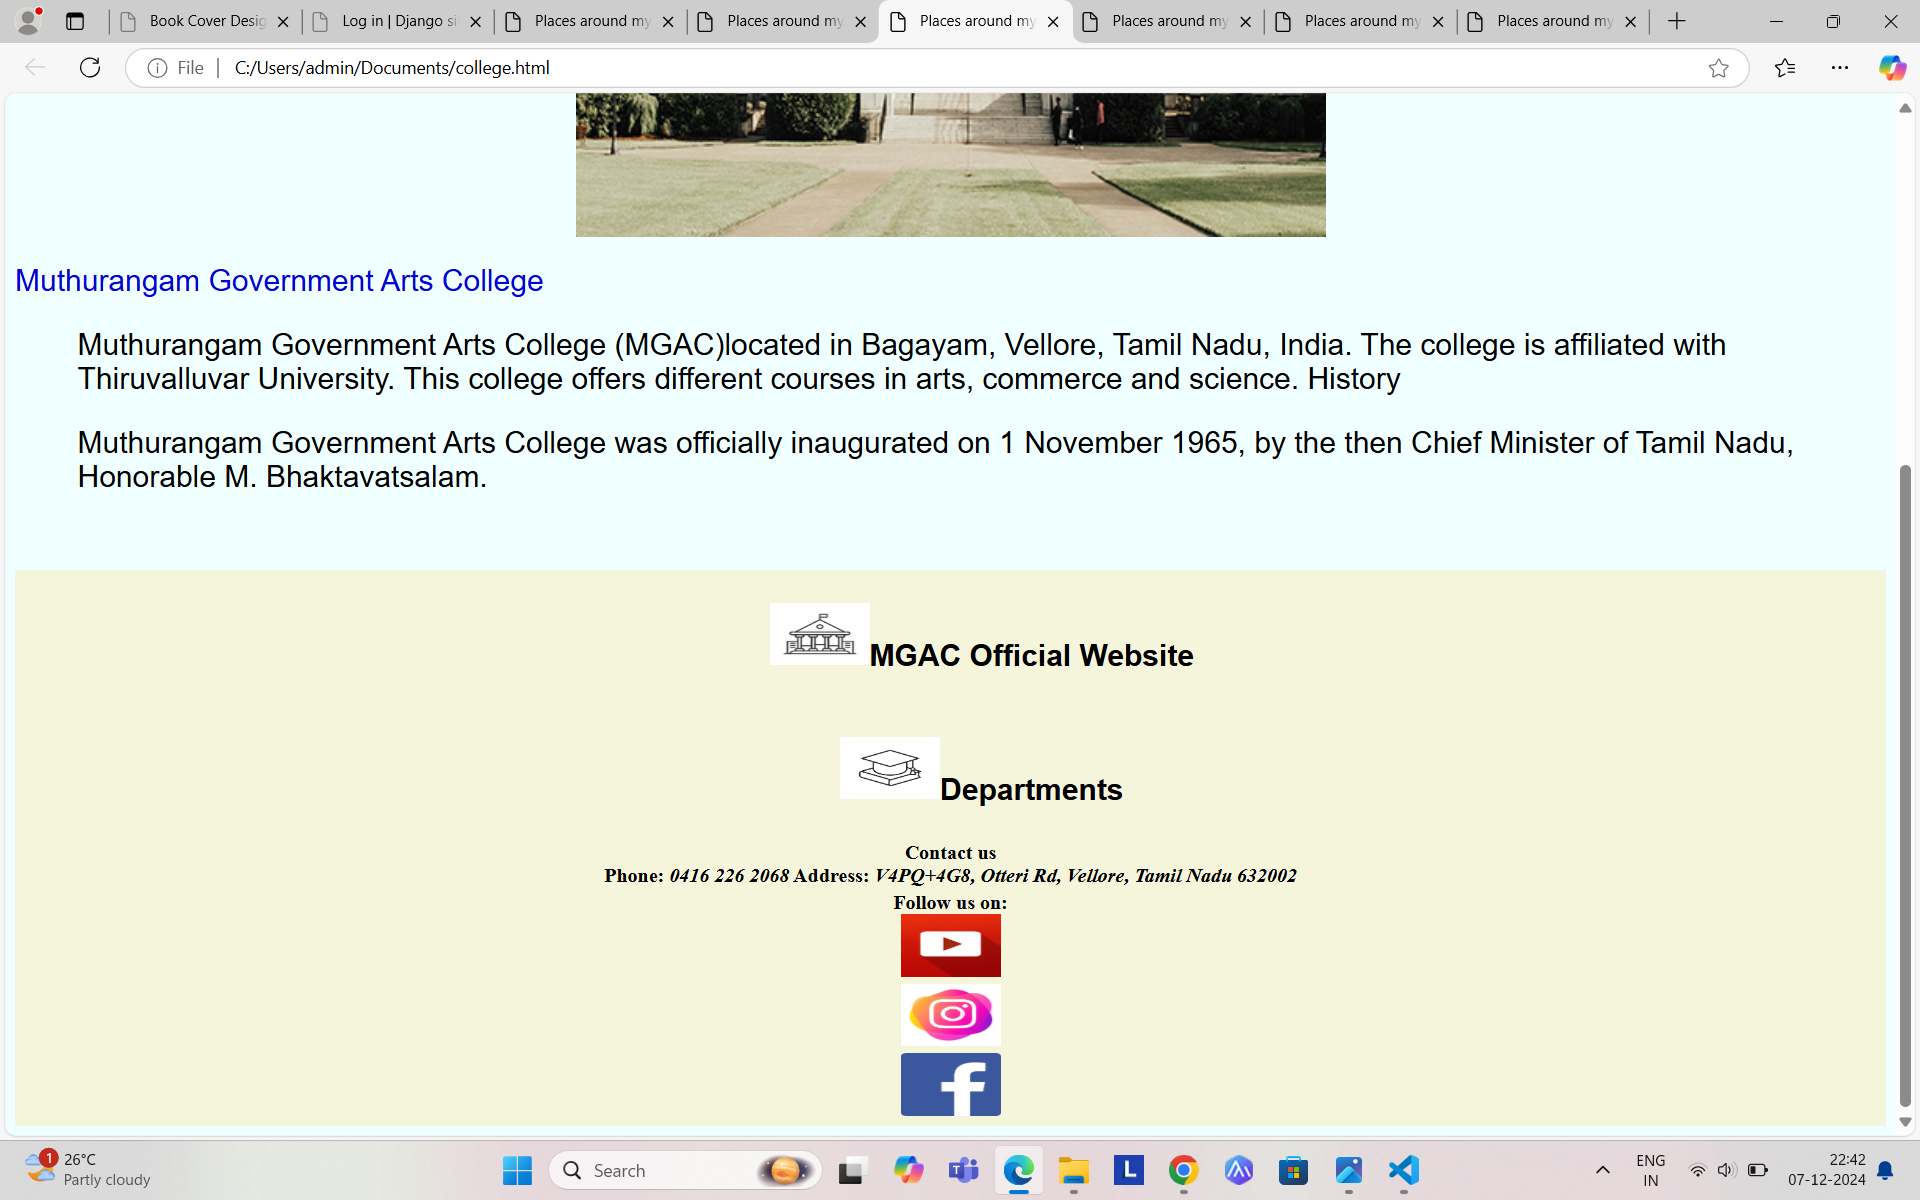 Book Cover Desig
Log in | Django si
Places around my
Places around my
Places around my
Places around my
Places around my
Places around my
File
C:/Users/admin/Documents/college.html
Muthurangam Government Arts College
Muthurangam Government Arts College (MGAC)located in Bagayam, Vellore, Tamil Nadu, India. The college is affiliated with
Thiruvalluvar University. This college offers different courses in arts, commerce and science. History
Muthurangam Government Arts College was officially inaugurated on 1 November 1965, by the then Chief Minister of Tamil Nadu,
Honorable M. Bhaktavatsalam.
MGAC Official Website
Departments
Contact us
Phone: 0416 226 2068 Address: V4PQ+4G8, Otteri Rd, Vellore, Tamil Nadu 632002
Follow us on:
1
26°C
Partly cloudy
Search
L
ENG
IN
22:42
07-12-2024